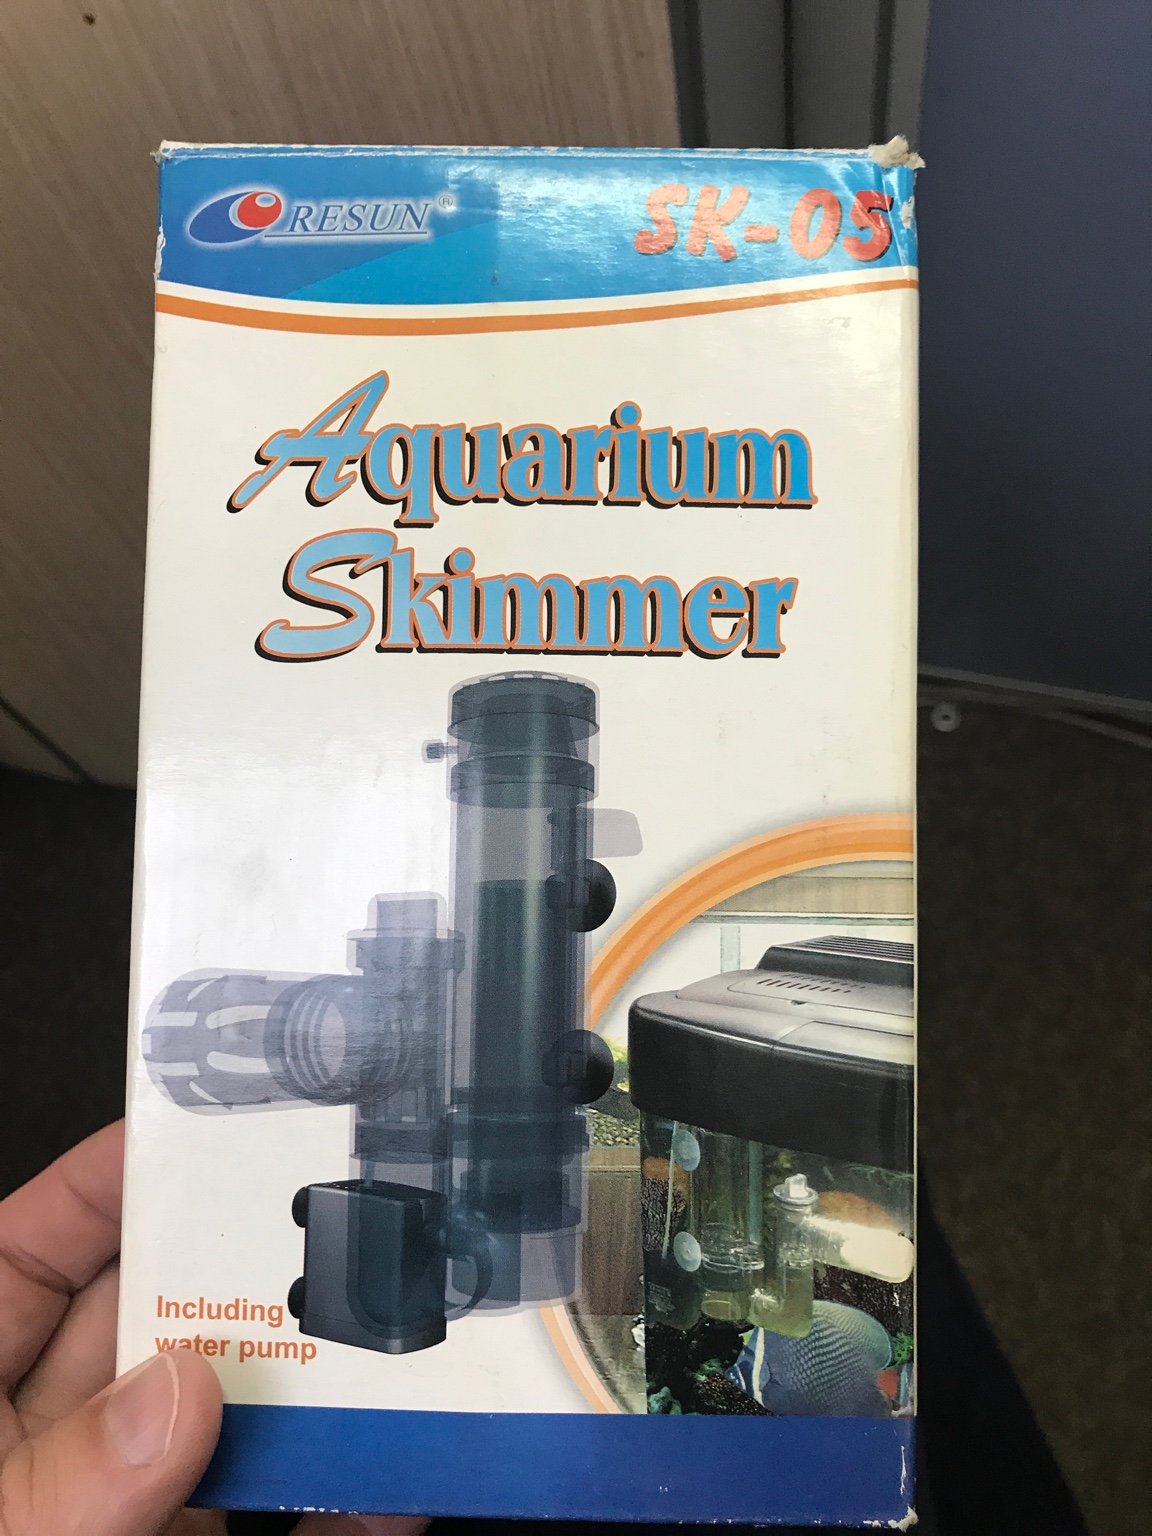 RESUN®
SK-05
Aquarium
Skimmer
Including
water pump